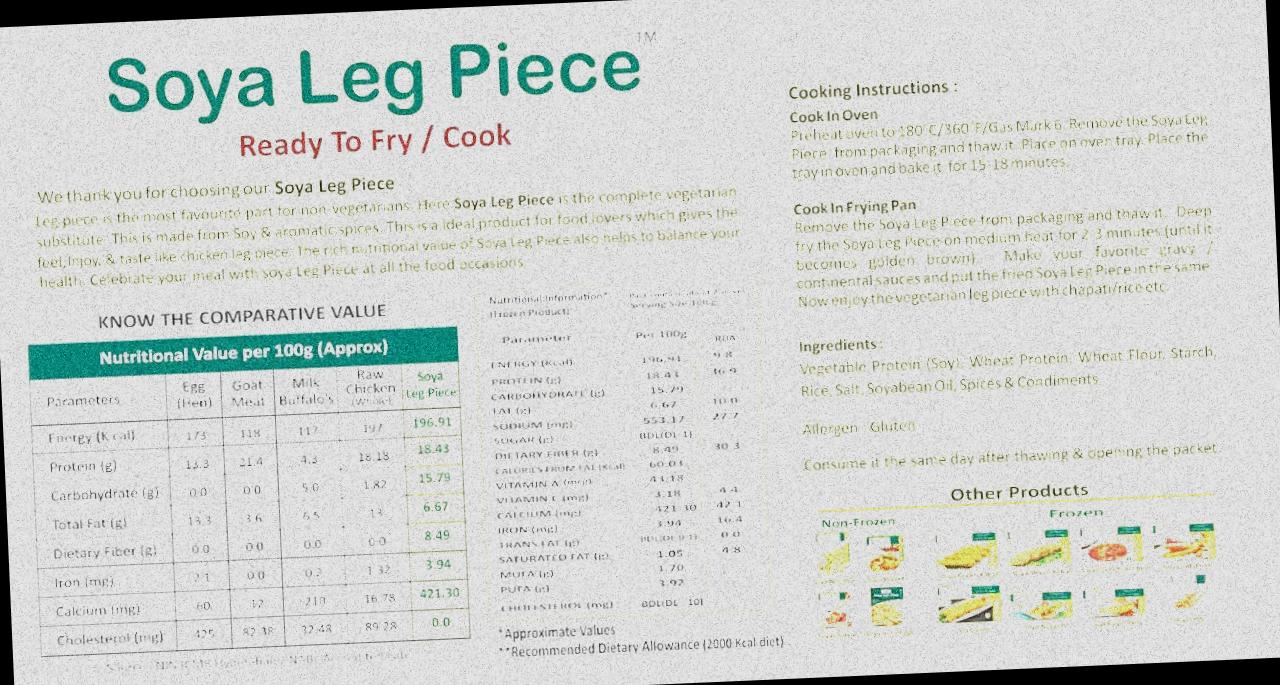 Soya Leg Piece TM
Ready To Fry / Cook
We thank you for choosing our Soya Leg Piece
Leg piece is the most favourite part for non-vegetarians. Here Soya Leg Piece is the complete vegetarian
substitute. This is made from Soy & aromatic spices. This is a ideal product for food lovers which gives the
feel, Injoy, & taste like chicken leg piece. The rich nutritional value of Soya Leg Piece also helps to balance your
health. Celebrate your meal with soya Leg Piece at all the food occasions.
KNOW THE COMPARATIVE VALUE
Nutritional Value per 100g (Approx)
Parameters Egg (Hen) Goat Meat Milk Buffalo's Raw Chicken (Whole) Soya Leg Piece
Energy (K cal) 173 118 117 197 196.91
Protein (g) 13.3 21.4 4.3 18.18 18.43
Carbohydrate (g) 0.0 0.0 5.0 1.82 15.79
Total Fat (g) 13.3 3.6 6.5 13 6.67
Dietary Fiber (g) 0.0 0.0 0.0 0.0 8.49
Iron (mg) 2.1 0.0 0.2 1.32 3.94
Calcium (mg) 60 12 210 16.78 421.30
Cholesterol (mg) 425 82.38 32.48 89.28 0.0
Nutritional Information*
(Frozen Product)
Serving Size 100g
Parameter Per 100g RDA
ENERGY (Kcal) 196.91 9.8
PROTEIN (g) 18.43 36.9
CARBOHYDRATE (g) 15.79
FAT (g) 6.67 10.0
SODIUM (mg) 553.17 27.7
SUGAR (g) BDL(DL-1)
DIETARY FIBER (g) 8.49 30.3
CALORIES FROM FAT (Kcal) 60.03
VITAMIN A (mcg) 43.18
VITAMIN C (mg) 3.18 4.4
CALCIUM (mg) 421.30 42.1
IRON (mg) 3.94 16.4
TRANS FAT (g) 0.0
SATURATED FAT (g) 1.05 4.8
MUFA (g) 1.70
PUFA (g) 3.92
CHOLESTEROL (mg) BDL(DL-10)
*Approximate Values
**Recommended Dietary Allowance (2000 Kcal diet)
Cooking Instructions :
Cook In Oven
Preheat oven to 180°C/360°F/Gas Mark 6. Remove the Soya Leg
Piece from packaging and thaw it. Place on oven tray. Place the
tray in oven and bake it for 15-18 minutes.
Cook In Frying Pan
Remove the Soya Leg Piece from packaging and thaw it. Deep
fry the Soya Leg Piece on medium heat for 2-3 minutes (until it
becomes golden brown). Make your favorite gravy /
continental sauces and put the fried Soya Leg Piece in the same.
Now enjoy the vegetarian leg piece with chapati/rice etc.
Ingredients :
Vegetable Protein (Soy), Wheat Protein, Wheat Flour, Starch,
Rice, Salt, Soyabean Oil, Spices & Condiments
Allergen Gluten
Consume it the same day after thawing & opening the packet.
Other Products
Non-Frozen
Frozen